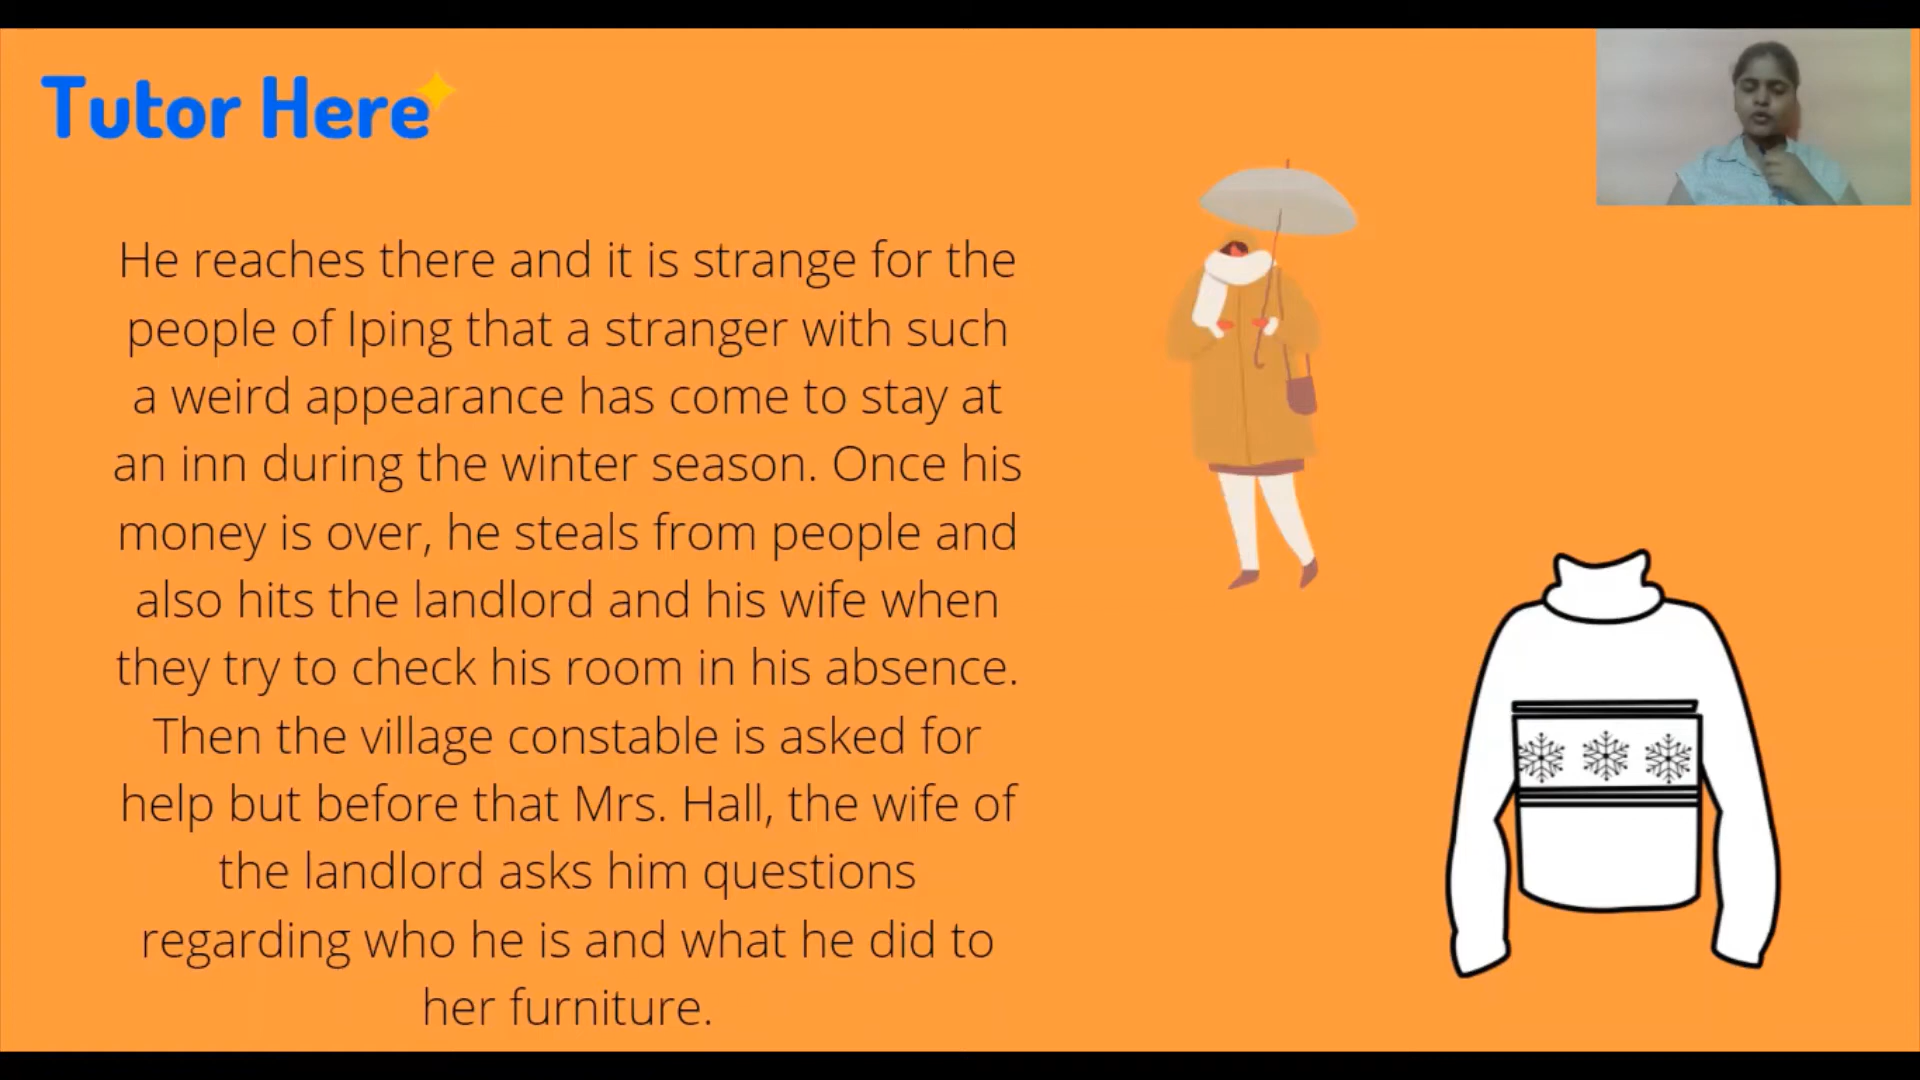 Tutor Here
He reaches there and it is strange for the
people of Iping that a stranger with such
a weird appearance has come to stay at
an inn during the winter season. Once his
money is over, he steals from people and
also hits the landlord and his wife when
they try to check his room in his absence.
Then the village constable is asked for
help but before that Mrs. Hall, the wife of
the landlord asks him questions
regarding who he is and what he did to
her furniture.